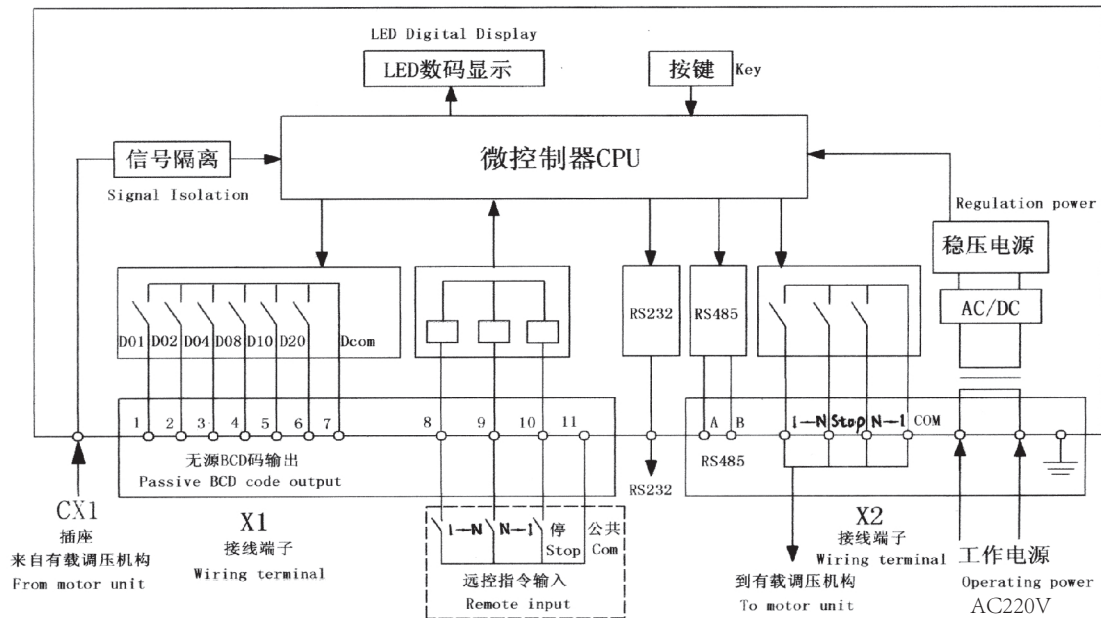 LED Digital Display
LED数码显示
按键
Key
信号隔离
Signal Isolation
微控制器CPU
Regulation power
稳压电源
AC/DC
D01
D02
D04
D08
D10
D20
Dcom
RS232
RS485
1
2
3
4
5
6
7
8
9
10
11
A
B
1→N
Stop
N→1
COM
无源BCD码输出
Passive BCD code output
RS232
RS485
CX1
插座
来自有载调压机构
From motor unit
X1
接线端子
Wiring terminal
1→N
N→1
停
Stop
公共
Com
远控指令输入
Remote input
X2
接线端子
Wiring terminal
到有载调压机构
To motor unit
工作电源
Operating power
AC220V